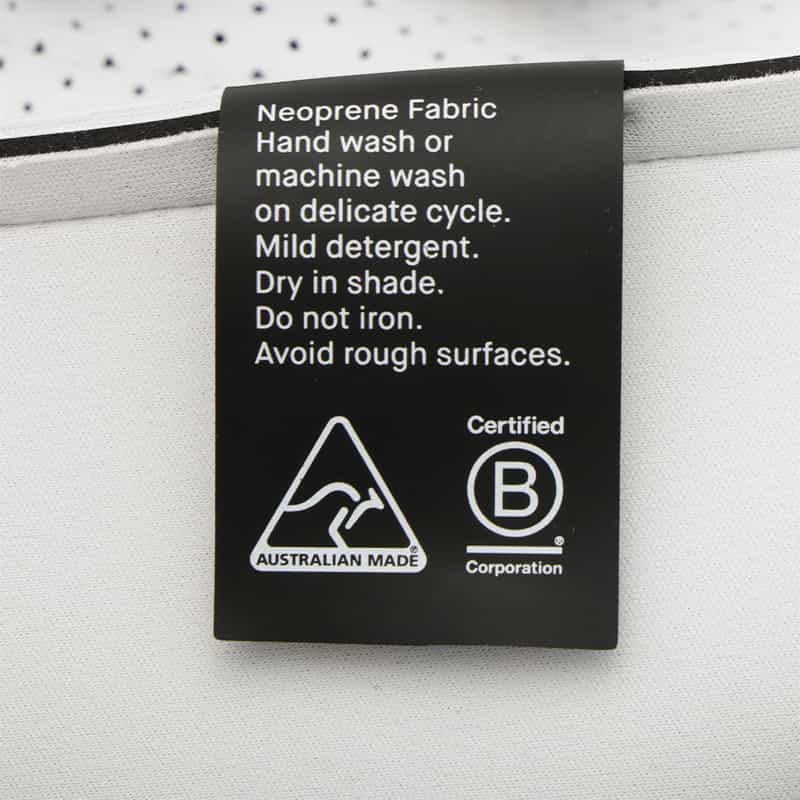 Neoprene Fabric
Hand wash or
machine wash
on delicate cycle.
Mild detergent.
Dry in shade.
Do not iron.
Avoid rough surfaces.
AUSTRALIAN MADE®
Certified
B
®
Corporation